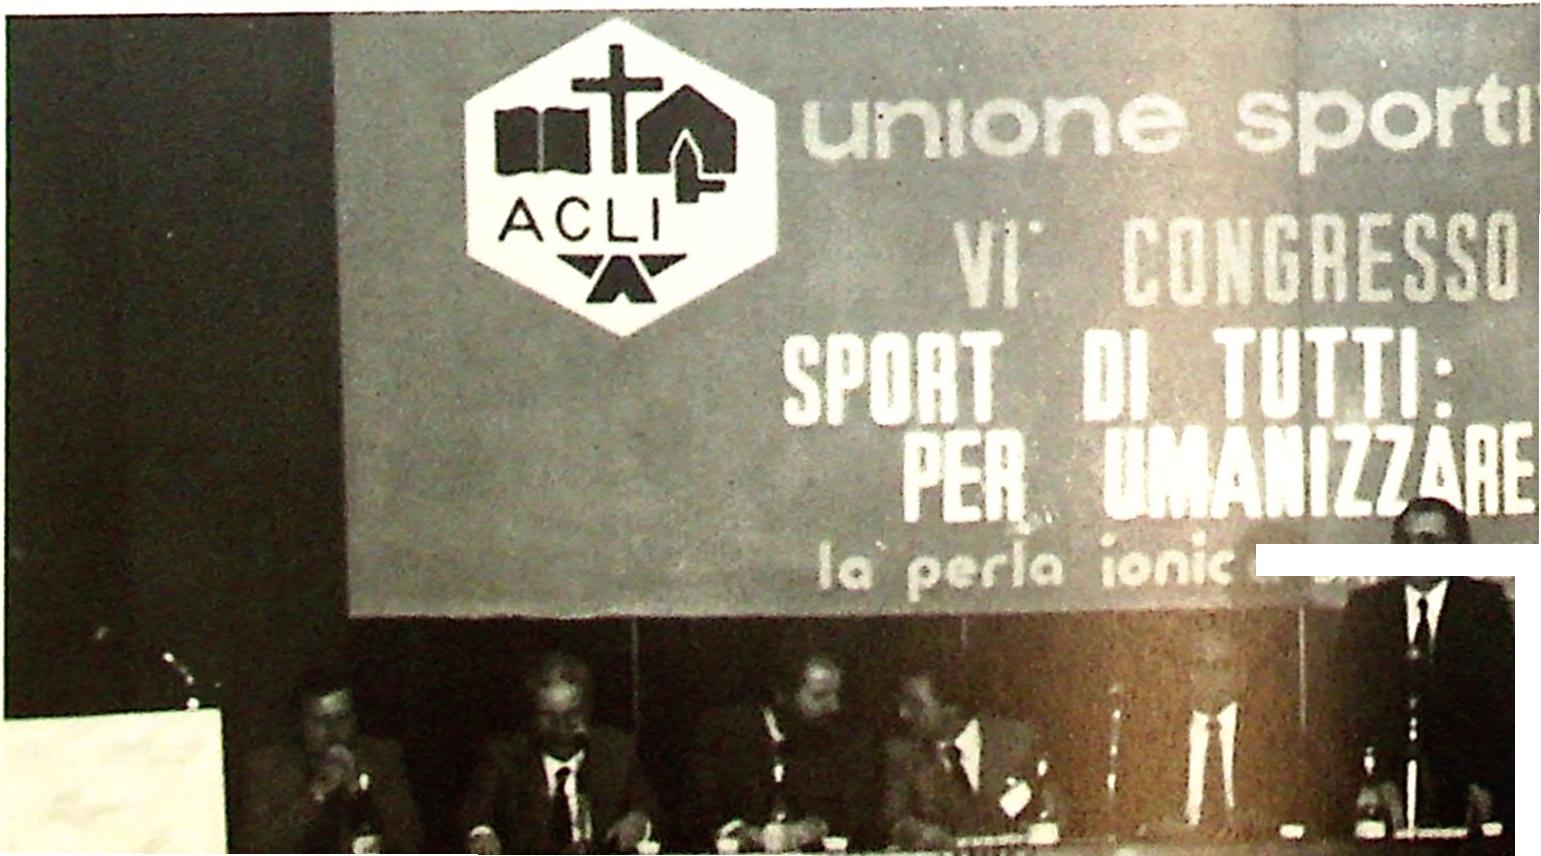 ACLI
unione sporti
VI° CONGRESSO
SPORT DI TUTTI:
PER UMANIZZARE
la perla ionic